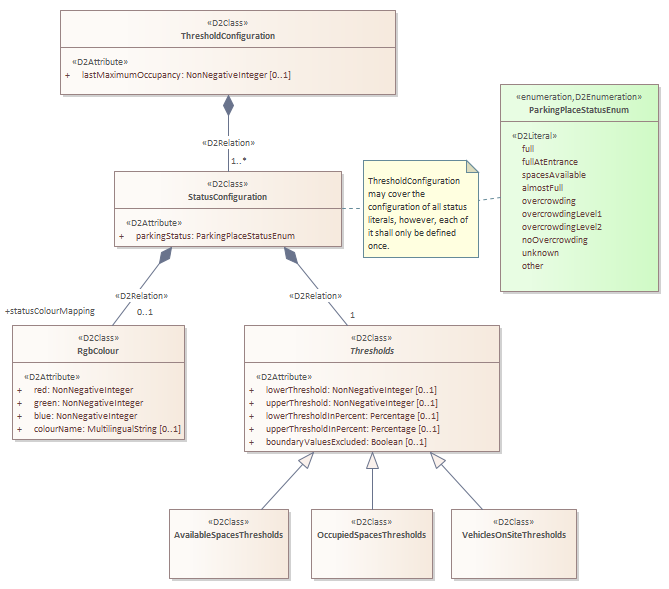 «D2Class»
ThresholdConfiguration
«D2Attribute»
+ lastMaximumOccupancy: NonNegativeInteger [0..1]
«enumeration,D2Enumeration»
ParkingPlaceStatusEnum
«D2Literal»
full
fullAtEntrance
spacesAvailable
almostFull
overcrowding
overcrowdingLevel1
overcrowdingLevel2
noOvercrowding
unknown
other
«D2Relation»
1..*
«D2Class»
StatusConfiguration
«D2Attribute»
+ parkingStatus: ParkingPlaceStatusEnum
ThresholdConfiguration
may cover the
configuration of all status
literals, however, each of
it shall only be defined
once.
«D2Relation»
+statusColourMapping
0..1
«D2Relation»
1
«D2Class»
RgbColour
«D2Attribute»
+ red: NonNegativeInteger
+ green: NonNegativeInteger
+ blue: NonNegativeInteger
+ colourName: MultilingualString [0..1]
«D2Class»
Thresholds
«D2Attribute»
+ lowerThreshold: NonNegativeInteger [0..1]
+ upperThreshold: NonNegativeInteger [0..1]
+ lowerThresholdInPercent: Percentage [0..1]
+ upperThresholdInPercent: Percentage [0..1]
+ boundaryValuesExcluded: Boolean [0..1]
«D2Class»
AvailableSpacesThresholds
«D2Class»
OccupiedSpacesThresholds
«D2Class»
VehiclesOnSiteThresholds